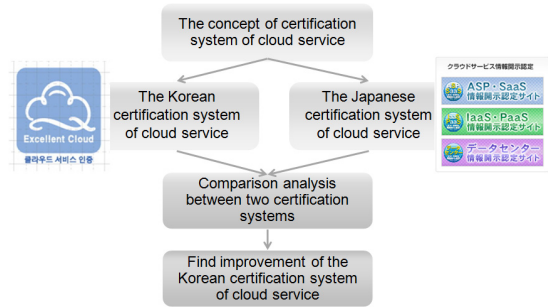 The concept of certification
system of cloud service
Excellent Cloud
클라우드 서비스 인증
The Korean
certification system
of cloud service
The Japanese
certification system
of cloud service
クラウドサービス情報開示認定
ASP・SaaS
情報開示認定サイト
IaaS・PaaS
情報開示認定サイト
データセンター
情報開示認定サイト
Comparison analysis
between two certification
systems
Find improvement of the
Korean certification system
of cloud service